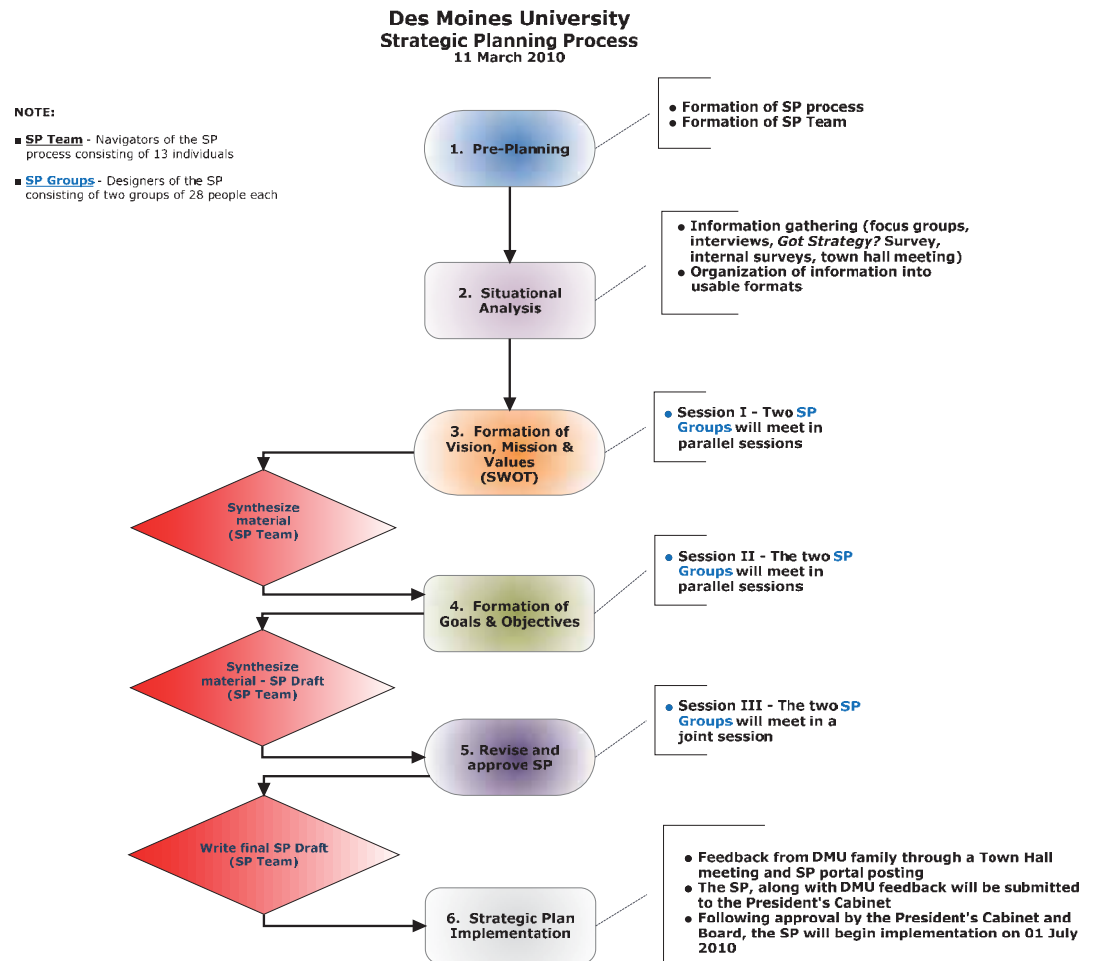 Des Moines University
Strategic Planning Process
11 March 2010
NOTE:
■ SP Team - Navigators of the SP
process consisting of 13 individuals
■ SP Groups - Designers of the SP
consisting of two groups of 28 people each
1. Pre-Planning
● Formation of SP process
● Formation of SP Team
2. Situational
Analysis
● Information gathering (focus groups,
interviews, Got Strategy? Survey,
internal surveys, town hall meeting)
● Organization of information into
usable formats
3. Formation of
Vision, Mission &
Values
(SWOT)
● Session I - Two SP
Groups will meet in
parallel sessions
Synthesize
material
(SP Team)
4. Formation of
Goals & Objectives
● Session II - The two SP
Groups will meet in
parallel sessions
Synthesize
material - SP Draft
(SP Team)
5. Revise and
approve SP
● Session III - The two SP
Groups will meet in a
joint session
Write final SP Draft
(SP Team)
6. Strategic Plan
Implementation
● Feedback from DMU family through a Town Hall
meeting and SP portal posting
● The SP, along with DMU feedback will be submitted
to the President's Cabinet
● Following approval by the President's Cabinet and
Board, the SP will begin implementation on 01 July
2010